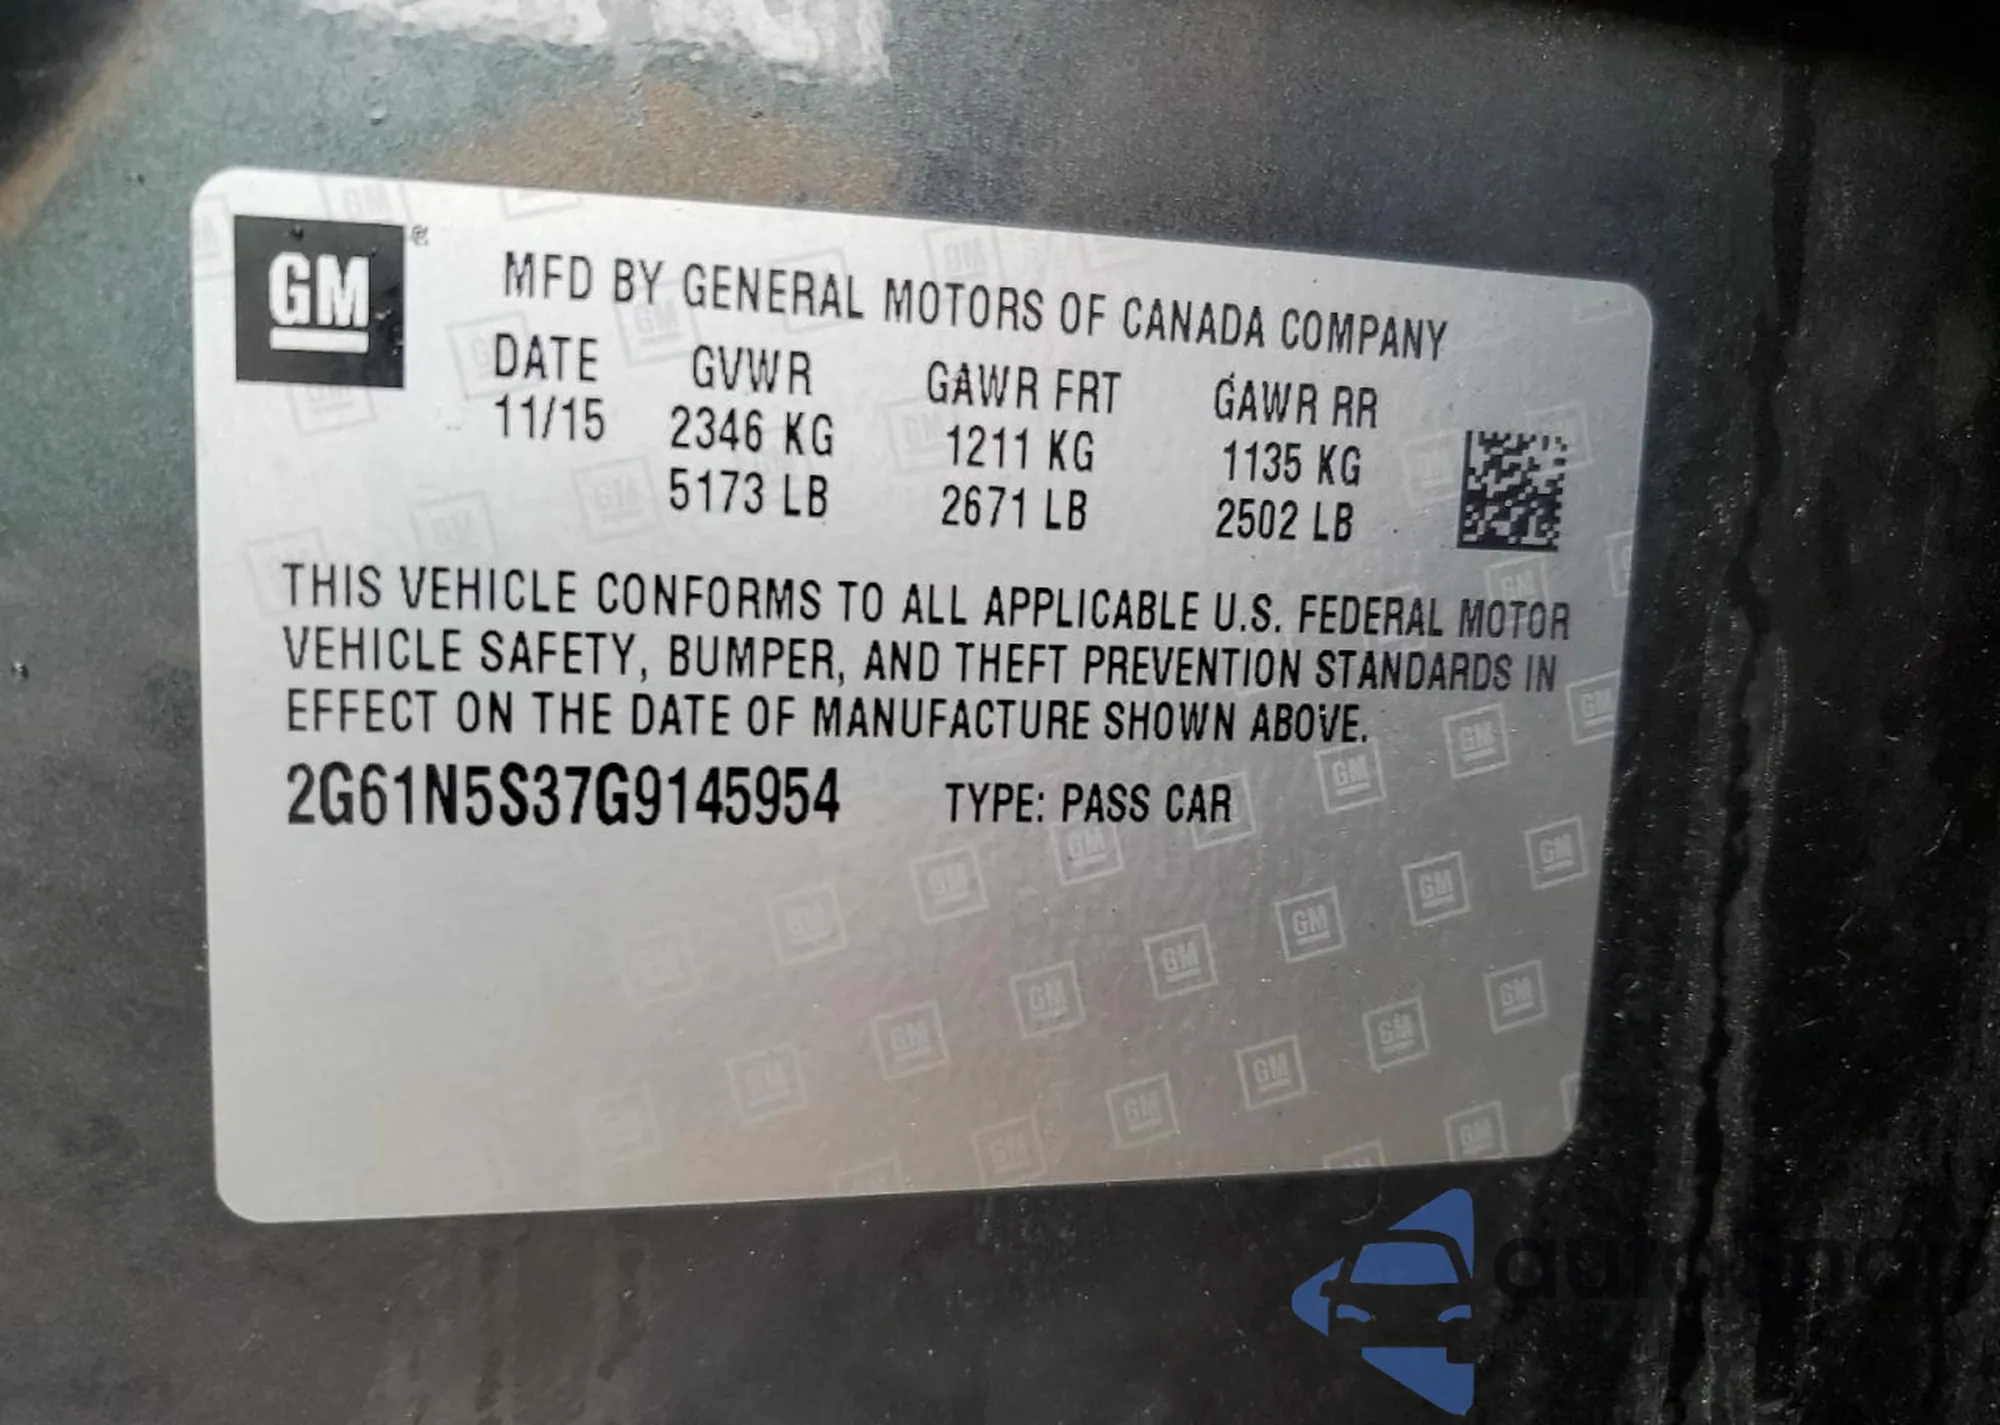 GM
MFD BY GENERAL MOTORS OF CANADA COMPANY
DATE GVWR GAWR FRT GAWR RR
11/15 2346 KG 1211 KG 1135 KG
5173 LB 2671 LB 2502 LB
THIS VEHICLE CONFORMS TO ALL APPLICABLE U.S. FEDERAL MOTOR
VEHICLE SAFETY, BUMPER, AND THEFT PREVENTION STANDARDS IN
EFFECT ON THE DATE OF MANUFACTURE SHOWN ABOVE.
2G61N5S37G9145954 TYPE: PASS CAR